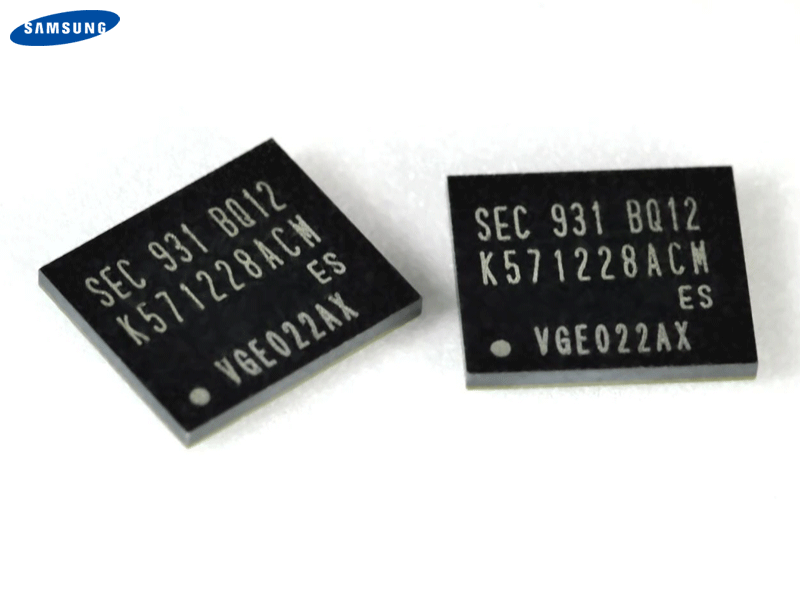 SAMSUNG
SEC 931 BQ12
K571228ACM
ES
VGE022AX
SEC 931 BQ12
K571228ACM
ES
VGE022AX